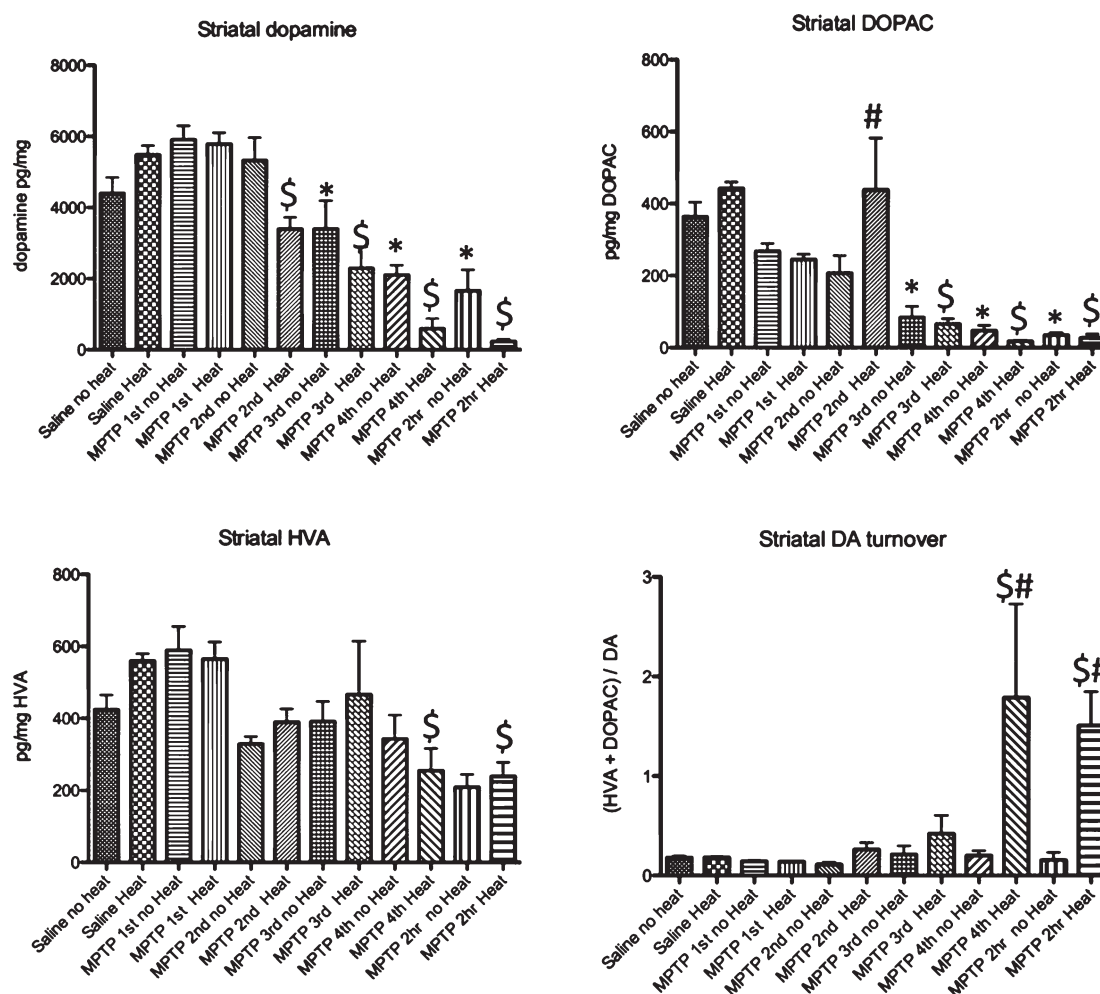 Striatal dopamine
8000
6000
4000
2000
0
dopamine pg/mg
$
*
$
*
$
*
$
Saline no heat
Saline Heat
MPTP 1st no Heat
MPTP 1st Heat
MPTP 2nd no Heat
MPTP 2nd Heat
MPTP 3rd no Heat
MPTP 3rd Heat
MPTP 4th no Heat
MPTP 4th Heat
MPTP 2hr no Heat
MPTP 2hr Heat
Striatal DOPAC
800
600
400
200
0
pg/mg DOPAC
#
*
$
*
$
*
$
Saline no heat
Saline Heat
MPTP 1st no Heat
MPTP 1st Heat
MPTP 2nd no Heat
MPTP 2nd Heat
MPTP 3rd no Heat
MPTP 3rd Heat
MPTP 4th no Heat
MPTP 4th Heat
MPTP 2hr no Heat
MPTP 2hr Heat
Striatal HVA
800
600
400
200
0
pg/mg HVA
$
$
Saline no heat
Saline Heat
MPTP 1st no Heat
MPTP 1st Heat
MPTP 2nd no Heat
MPTP 2nd Heat
MPTP 3rd no Heat
MPTP 3rd Heat
MPTP 4th no Heat
MPTP 4th Heat
MPTP 2hr no Heat
MPTP 2hr Heat
Striatal DA turnover
3
2
1
0
(HVA + DOPAC) / DA
$#
$#
Saline no heat
Saline Heat
MPTP 1st no Heat
MPTP 1st Heat
MPTP 2nd no Heat
MPTP 2nd Heat
MPTP 3rd no Heat
MPTP 3rd Heat
MPTP 4th no Heat
MPTP 4th Heat
MPTP 2hr no Heat
MPTP 2hr Heat